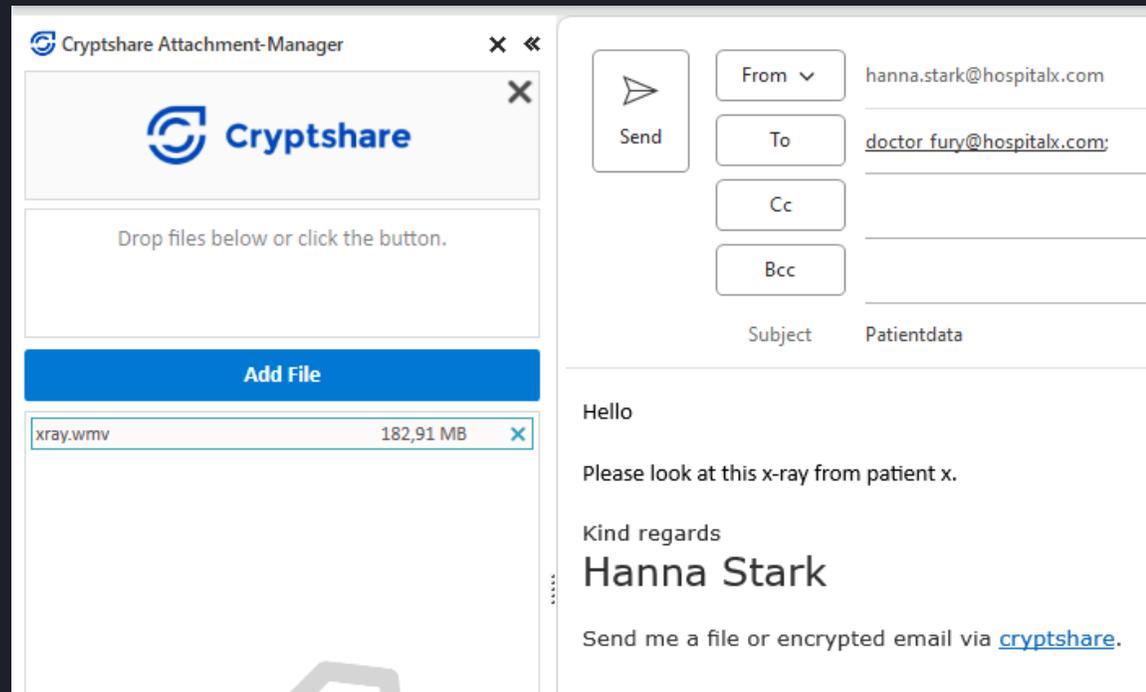 Cryptshare Attachment-Manager
Cryptshare
Drop files below or click the button.
Add File
xray.wmv 182,91 MB
Send
From hanna.stark@hospitalx.com
To doctor fury@hospitalx.com;
Cc
Bcc
Subject Patientdata
Hello
Please look at this x-ray from patient x.
Kind regards
Hanna Stark
Send me a file or encrypted email via cryptshare.